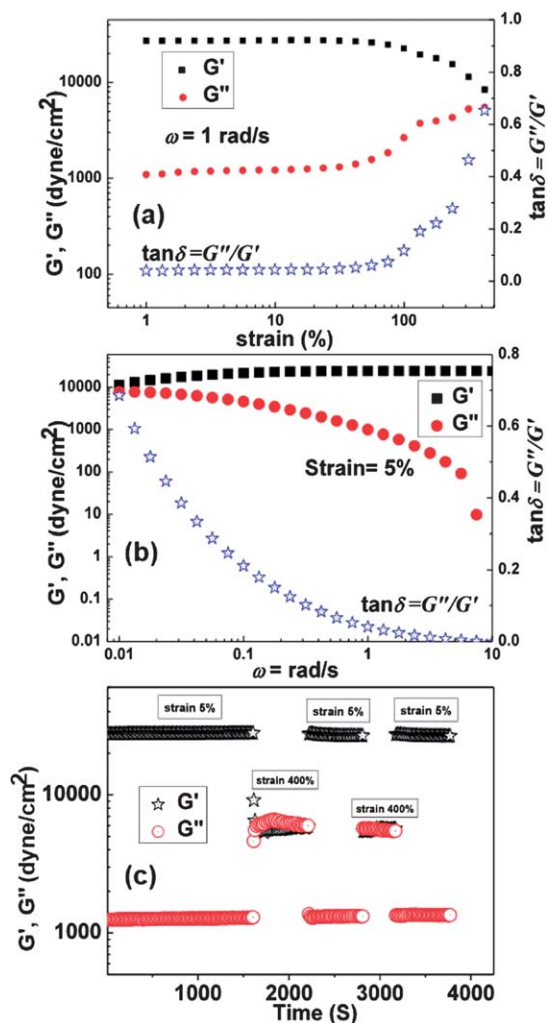 G', G'' (dyne/cm²)
10000
1000
100
G'
G''
ω = 1 rad/s
(a)
tanδ=G''/G'
1.0
0.8
0.6
0.4
0.2
0.0
tanδ=G''/G'
1
10
100
strain (%)
G', G'' (dyne/cm²)
10000
1000
100
10
1
0.1
0.01
G'
G''
Strain= 5%
(b)
tanδ=G''/G'
0.8
0.6
0.4
0.2
0.0
tanδ=G''/G'
0.01
0.1
1
10
ω = rad/s
G', G'' (dyne/cm²)
10000
1000
strain 5%
strain 5%
strain 5%
G'
G''
strain 400%
strain 400%
(c)
1000
2000
3000
4000
Time (S)